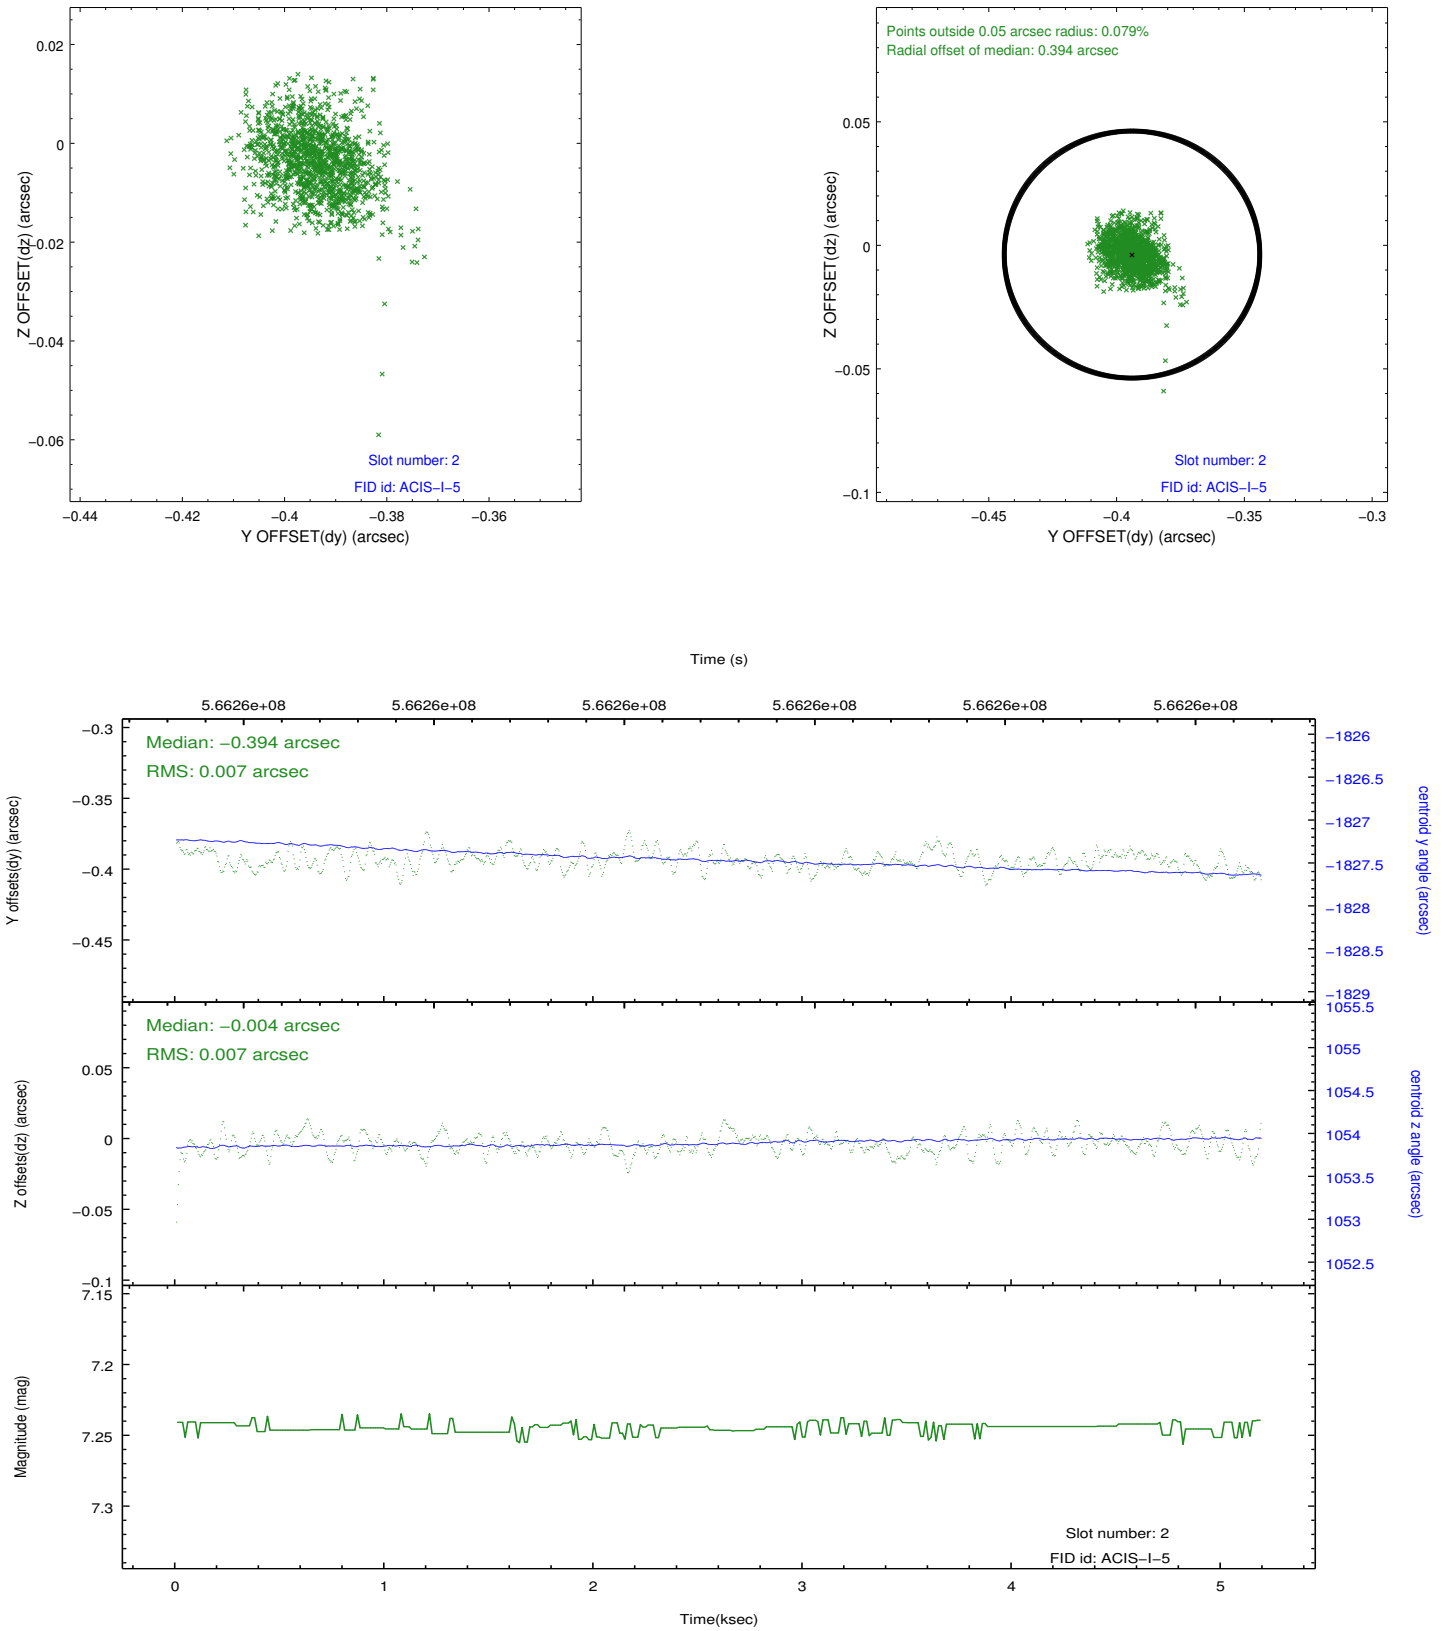 0.02
0
−0.02
−0.04
−0.06
Z OFFSET(dz) (arcsec)
Slot number: 2
FID id: ACIS−I−5
−0.44
−0.42
−0.4
−0.38
−0.36
Y OFFSET(dy) (arcsec)
Points outside 0.05 arcsec radius: 0.079%
Radial offset of median: 0.394 arcsec
0.05
0
−0.05
−0.1
Z OFFSET(dz) (arcsec)
Slot number: 2
FID id: ACIS−I−5
−0.45
−0.4
−0.35
−0.3
Y OFFSET(dy) (arcsec)
Time (s)
5.6626e+08
5.6626e+08
5.6626e+08
5.6626e+08
5.6626e+08
5.6626e+08
Median: −0.394 arcsec
RMS: 0.007 arcsec
−0.3
−0.35
−0.4
−0.45
Y offsets(dy) (arcsec)
−1826
−1826.5
−1827
−1827.5
−1828
−1828.5
−1829
centroid y angle (arcsec)
Median: −0.004 arcsec
RMS: 0.007 arcsec
0.05
0
−0.05
−0.1
Z offsets(dz) (arcsec)
1055.5
1055
1054.5
1054
1053.5
1053
1052.5
centroid z angle (arcsec)
7.15
7.2
7.25
7.3
Magnitude (mag)
Slot number: 2
FID id: ACIS−I−5
0
1
2
3
4
5
Time(ksec)